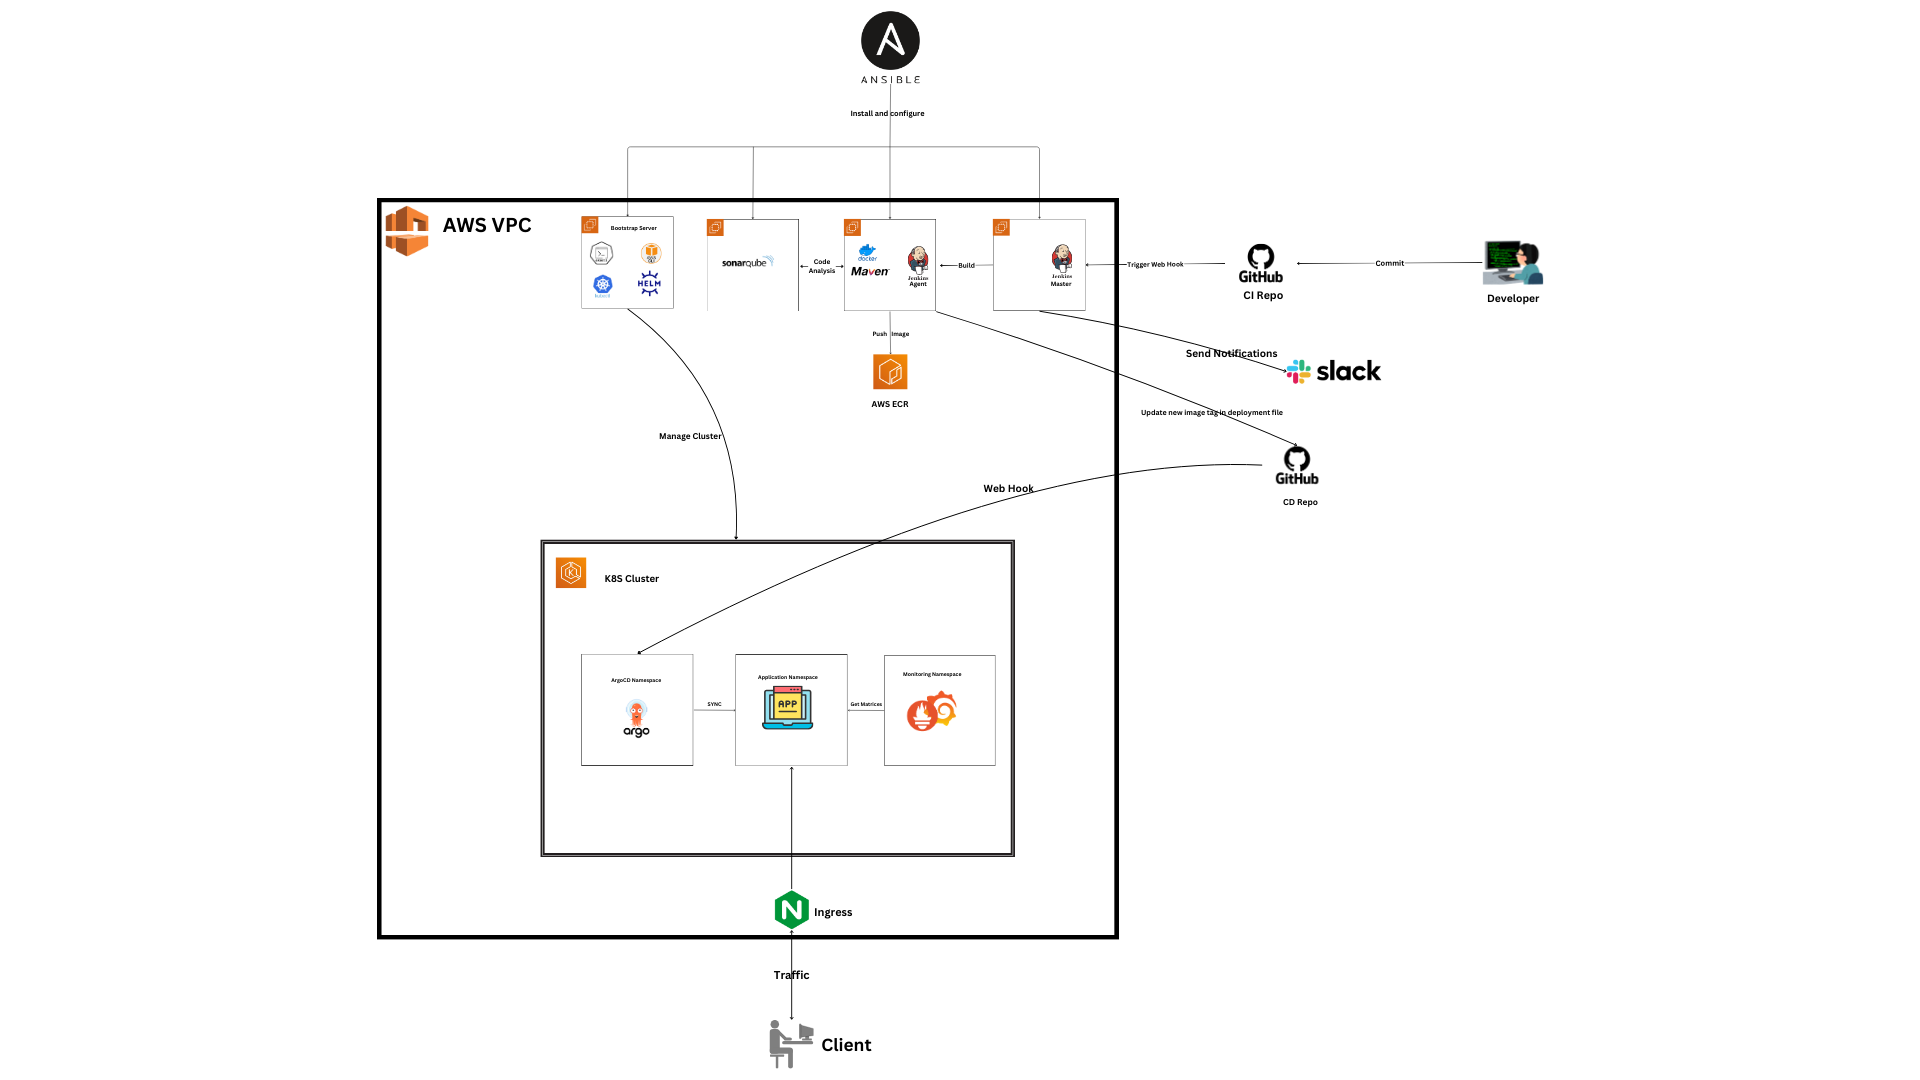 ANSIBLE
Install and configure
AWS VPC
Bootstrap Server
HELM
sonarqube
Code
Analysis
docker
Maven
Jenkins
Agent
Build
Jenkins
Master
Trigger Web Hook
GitHub
CI Repo
Commit
Developer
Push Image
AWS ECR
Send Notifications
slack
Update new image tag in deployment file
GitHub
CD Repo
Manage Cluster
Web Hook
K8S Cluster
ArgoCD Namespace
argo
SYNC
Application Namespace
APP
Get Matrices
Monitoring Namespace
Ingress
Traffic
Client